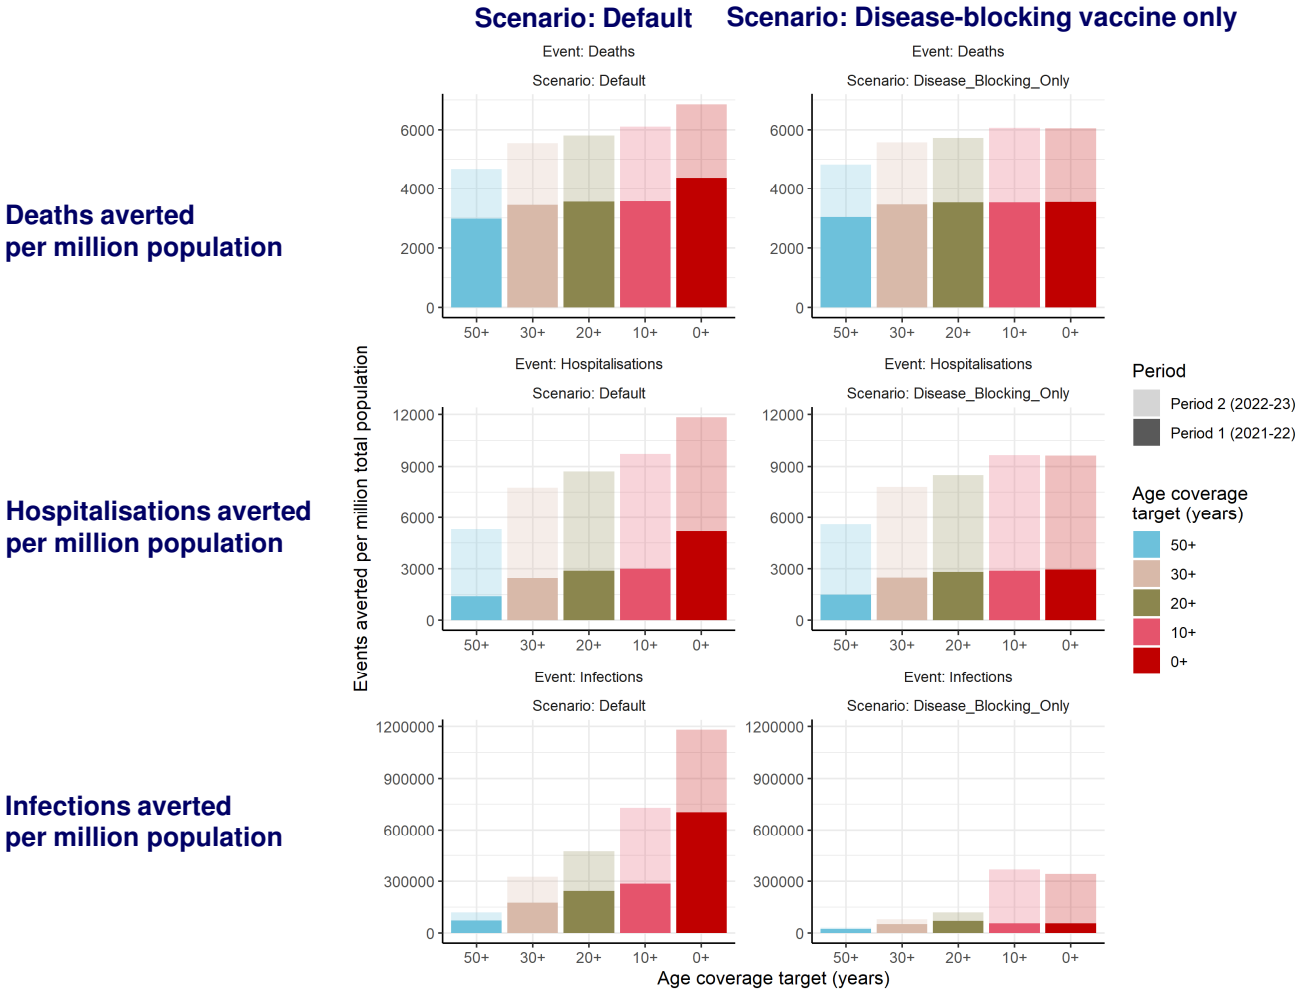 Scenario: Default
Scenario: Disease-blocking vaccine only
Event: Deaths
Scenario: Default
6000
4000
2000
0
50+ 30+ 20+ 10+ 0+
Event: Deaths
Scenario: Disease_Blocking_Only
6000
4000
2000
0
50+ 30+ 20+ 10+ 0+
Deaths averted
per million population
Events averted per million total population
Event: Hospitalisations
Scenario: Default
12000
9000
6000
3000
0
50+ 30+ 20+ 10+ 0+
Event: Hospitalisations
Scenario: Disease_Blocking_Only
12000
9000
6000
3000
0
50+ 30+ 20+ 10+ 0+
Hospitalisations averted
per million population
Period
Period 2 (2022-23)
Period 1 (2021-22)
Age coverage
target (years)
50+
30+
20+
10+
0+
Event: Infections
Scenario: Default
1200000
900000
600000
300000
0
50+ 30+ 20+ 10+ 0+
Event: Infections
Scenario: Disease_Blocking_Only
1200000
900000
600000
300000
0
50+ 30+ 20+ 10+ 0+
Infections averted
per million population
Age coverage target (years)